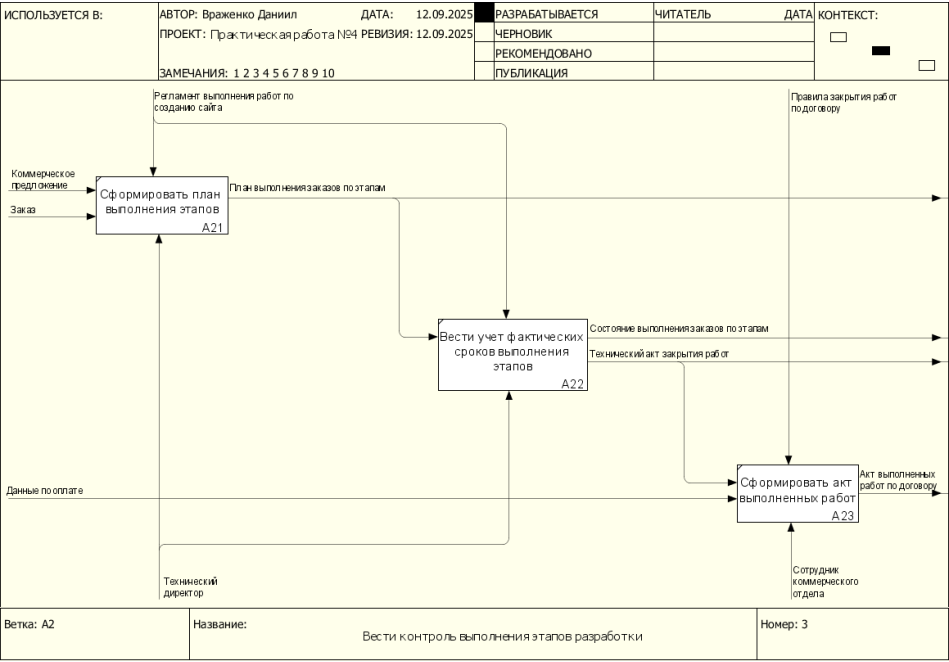 ИСПОЛЬЗУЕТСЯ В:
АВТОР: Враженко Даниил
ДАТА: 12.09.2025
ПРОЕКТ: Практическая работа №4
РЕВИЗИЯ: 12.09.2025
ЗАМЕЧАНИЯ: 1 2 3 4 5 6 7 8 9 10
РАЗРАБАТЫВАЕТСЯ
ЧЕРНОВИК
РЕКОМЕНДОВАНО
ПУБЛИКАЦИЯ
ЧИТАТЕЛЬ
ДАТА
КОНТЕКСТ:
Регламент выполнения работ по
созданию сайта
Правила закрытия работ
по договору
Коммерческое
предложение
Заказ
Сформировать план
выполнения этапов
A21
План выполнения заказов по этапам
Вести учет фактических
сроков выполнения
этапов
A22
Состояние выполнения заказов по этапам
Технический акт закрытия работ
Данные по оплате
Сформировать акт
выполненных работ
A23
Акт выполненных
работ по договору
Технический
директор
Сотрудник
коммерческого
отдела
Ветка: A2
Название:
Вести контроль выполнения этапов разработки
Номер: 3